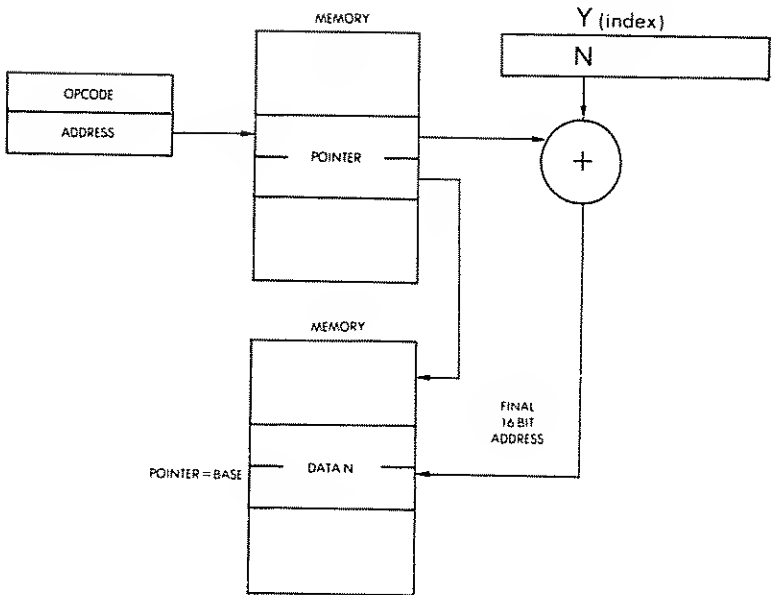 MEMORY
Y (index)
N
OPCODE
ADDRESS
POINTER
+
MEMORY
FINAL
16 BIT
ADDRESS
POINTER = BASE
DATA N